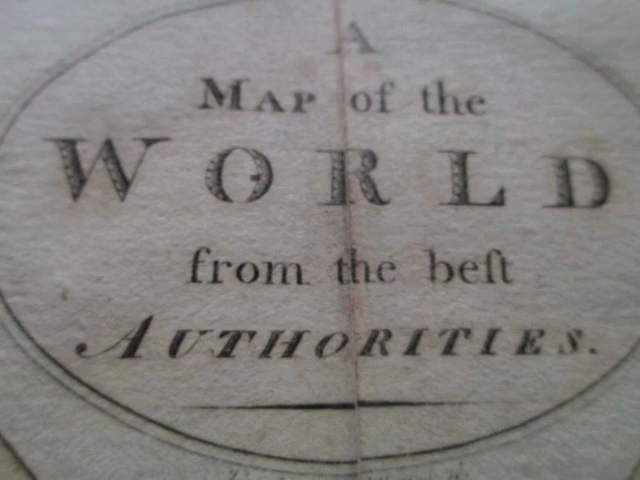 A
MAP of the
WORLD
from the beſt
AUTHORITIES.